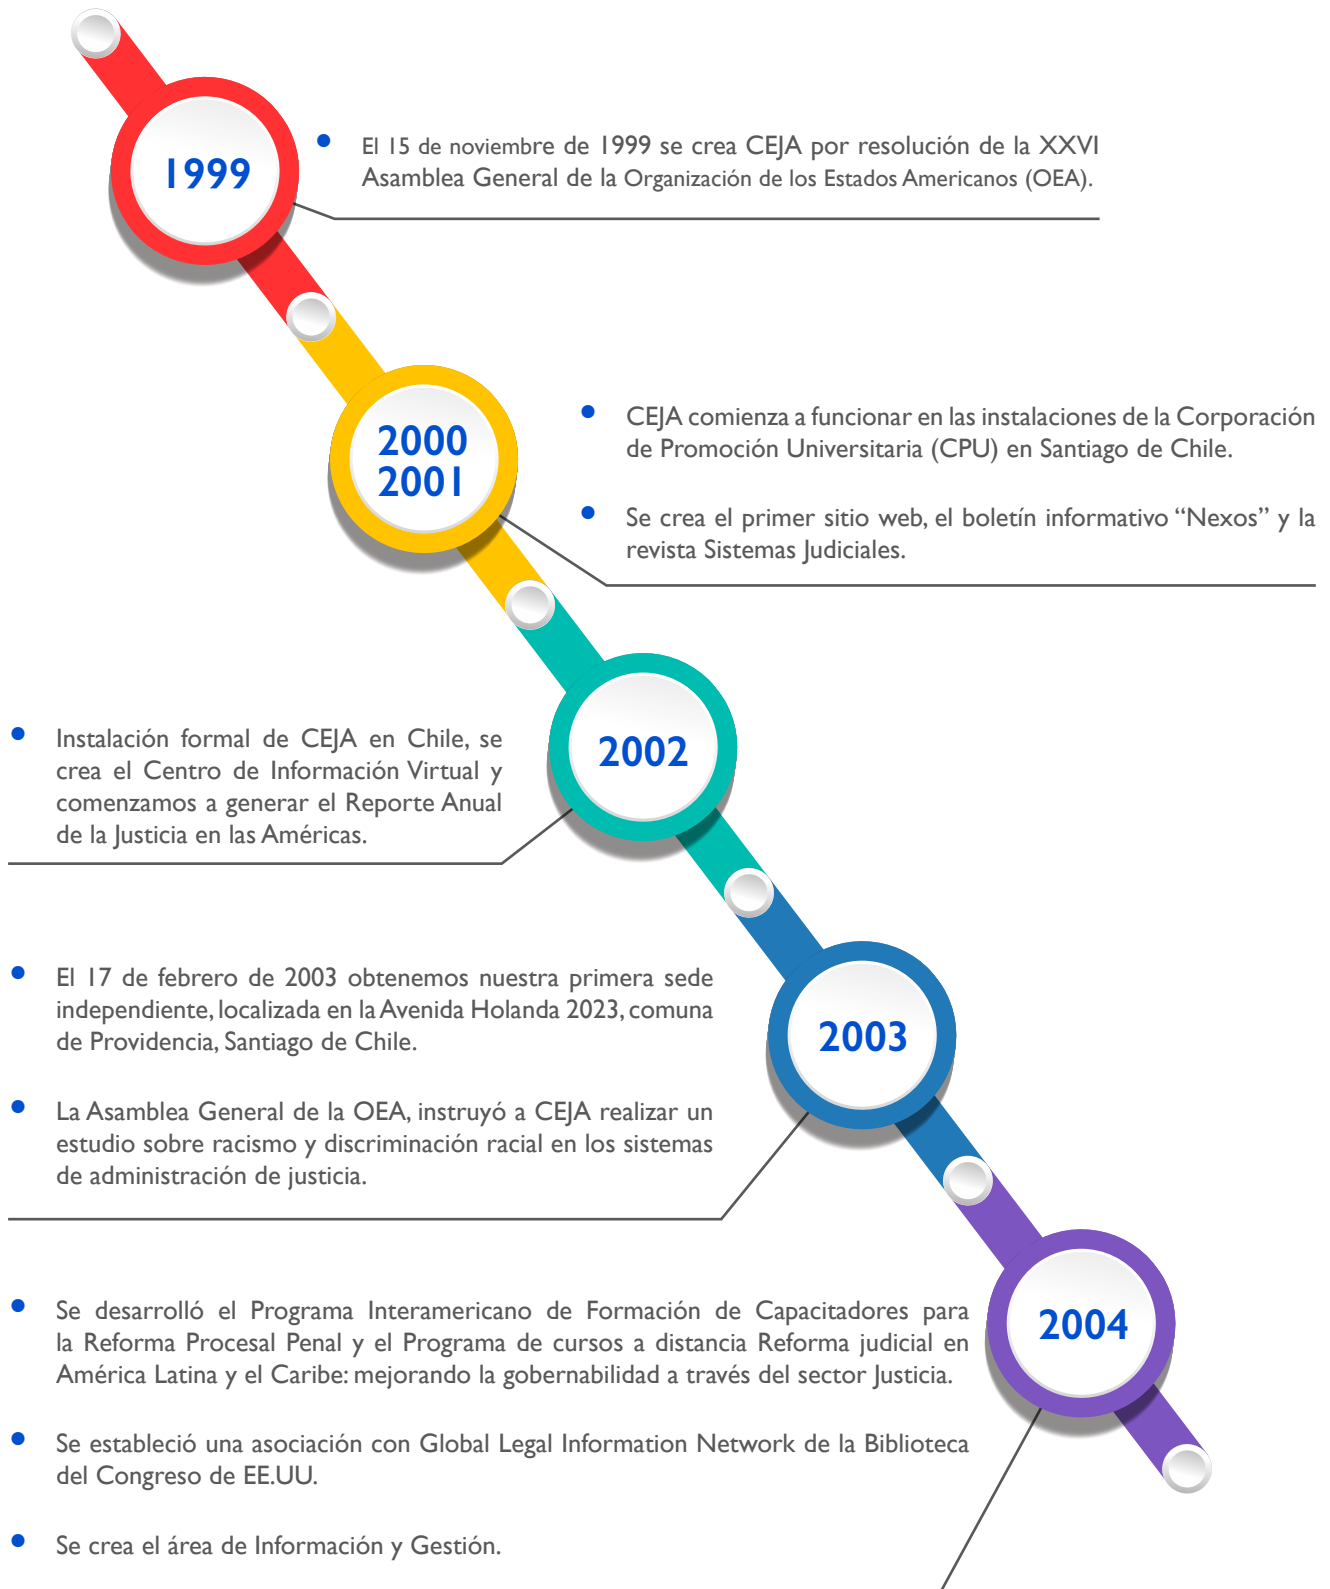 1999
• El 15 de noviembre de 1999 se crea CEJA por resolución de la XXVI
Asamblea General de la Organización de los Estados Americanos (OEA).
2000
2001
• CEJA comienza a funcionar en las instalaciones de la Corporación
de Promoción Universitaria (CPU) en Santiago de Chile.
• Se crea el primer sitio web, el boletín informativo “Nexos” y la
revista Sistemas Judiciales.
2002
• Instalación formal de CEJA en Chile, se
crea el Centro de Información Virtual y
comenzamos a generar el Reporte Anual
de la Justicia en las Américas.
2003
• El 17 de febrero de 2003 obtenemos nuestra primera sede
independiente, localizada en la Avenida Holanda 2023, comuna
de Providencia, Santiago de Chile.
• La Asamblea General de la OEA, instruyó a CEJA realizar un
estudio sobre racismo y discriminación racial en los sistemas
de administración de justicia.
2004
• Se desarrolló el Programa Interamericano de Formación de Capacitadores para
la Reforma Procesal Penal y el Programa de cursos a distancia Reforma judicial en
América Latina y el Caribe: mejorando la gobernabilidad a través del sector Justicia.
• Se estableció una asociación con Global Legal Information Network de la Biblioteca
del Congreso de EE.UU.
• Se crea el área de Información y Gestión.